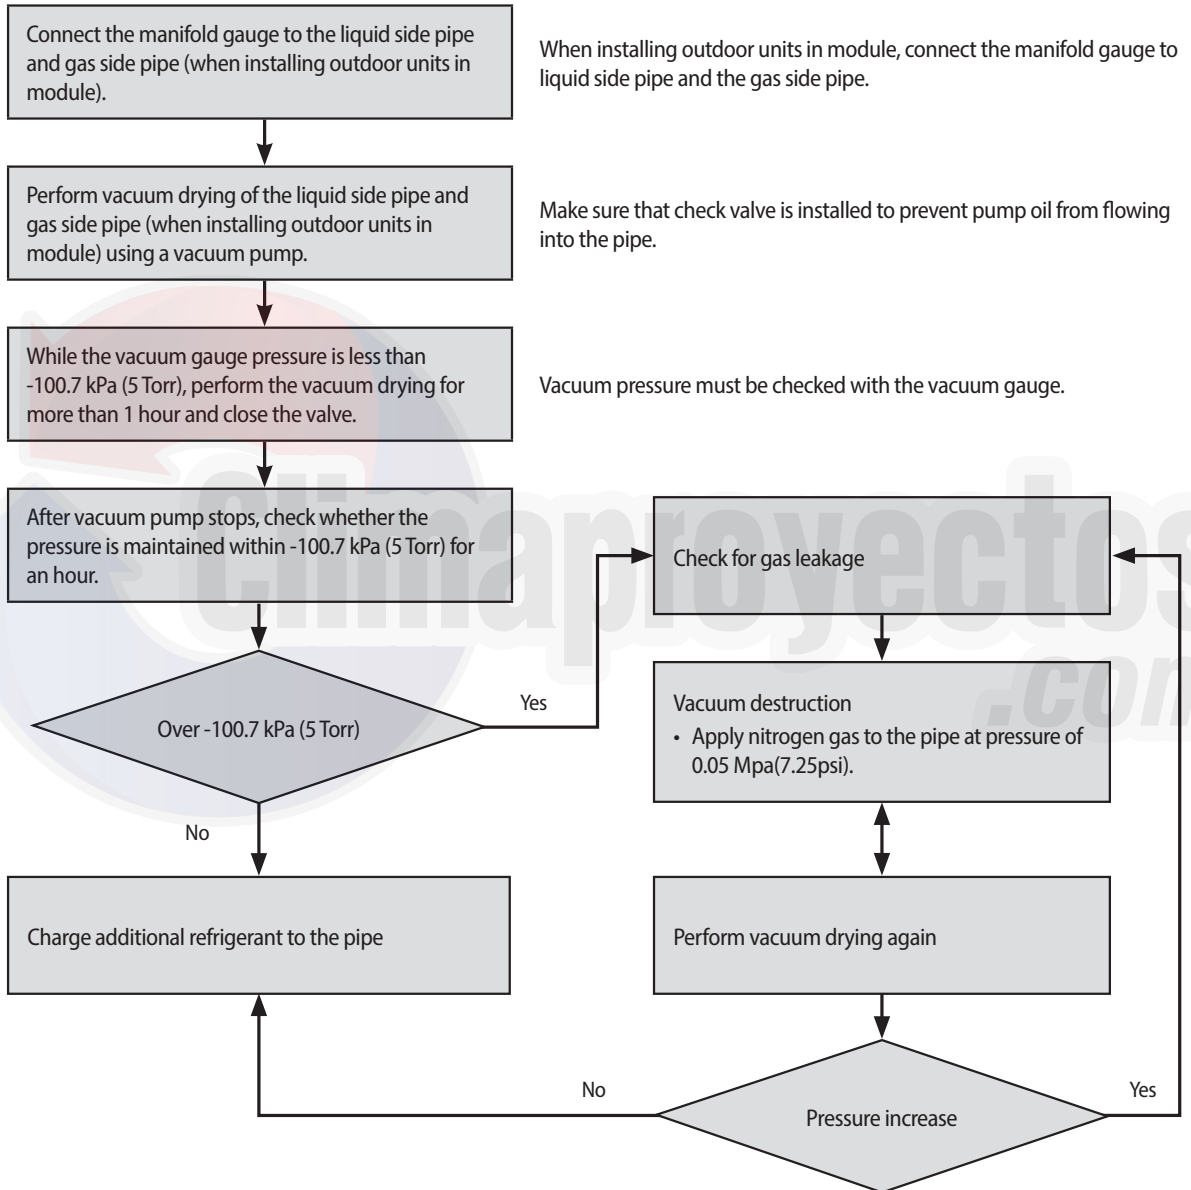 Connect the manifold gauge to the liquid side pipe
and gas side pipe (when installing outdoor units in
module).
When installing outdoor units in module, connect the manifold gauge to
liquid side pipe and the gas side pipe.
Perform vacuum drying of the liquid side pipe and
gas side pipe (when installing outdoor units in
module) using a vacuum pump.
Make sure that check valve is installed to prevent pump oil from flowing
into the pipe.
While the vacuum gauge pressure is less than
-100.7 kPa (5 Torr), perform the vacuum drying for
more than 1 hour and close the valve.
Vacuum pressure must be checked with the vacuum gauge.
After vacuum pump stops, check whether the
pressure is maintained within -100.7 kPa (5 Torr) for
an hour.
Check for gas leakage
Climaproyectos
.com
Yes
Over -100.7 kPa (5 Torr)
Vacuum destruction
• Apply nitrogen gas to the pipe at pressure of
0.05 Mpa(7.25psi).
No
Charge additional refrigerant to the pipe
Perform vacuum drying again
No
Yes
Pressure increase